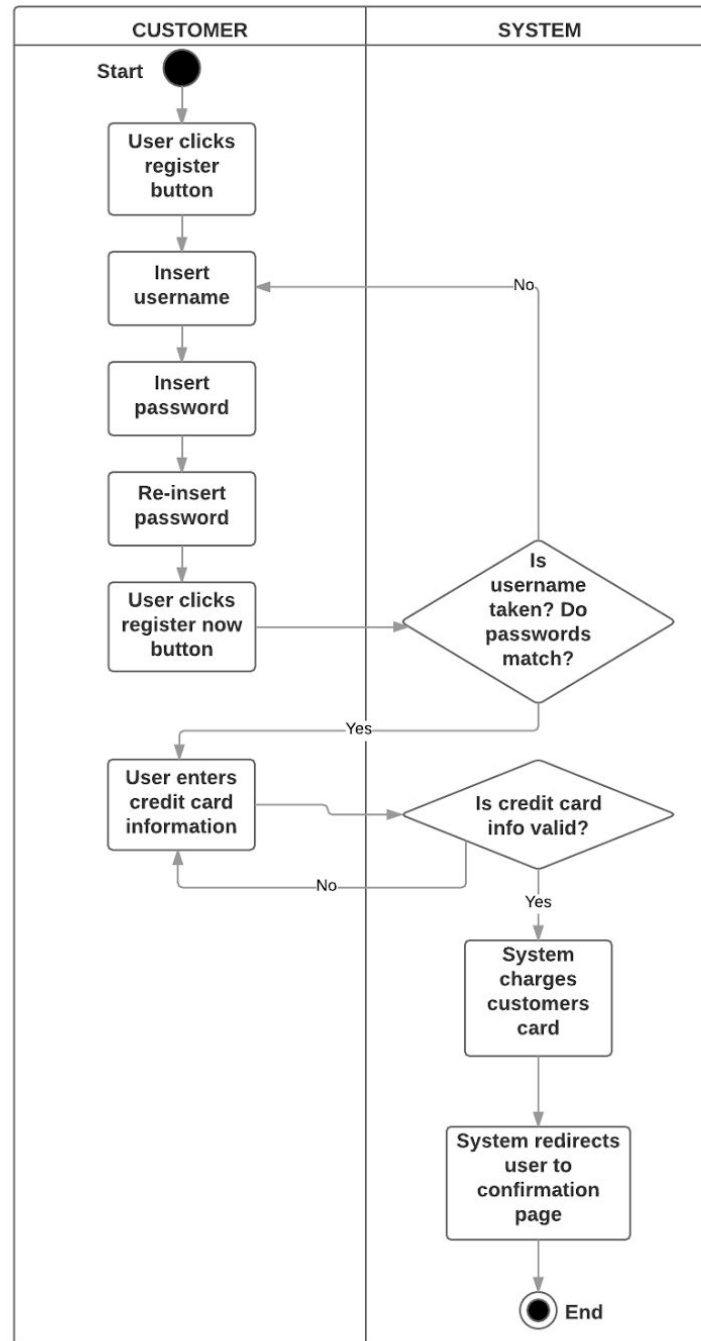 CUSTOMER
SYSTEM
Start
User clicks
register
button
Insert
username
No
Insert
password
Re-insert
password
User clicks
register now
button
Is
username
taken? Do
passwords
match?
Yes
User enters
credit card
information
Is credit card
info valid?
No
Yes
System
charges
customers
card
System redirects
user to
confirmation
page
End